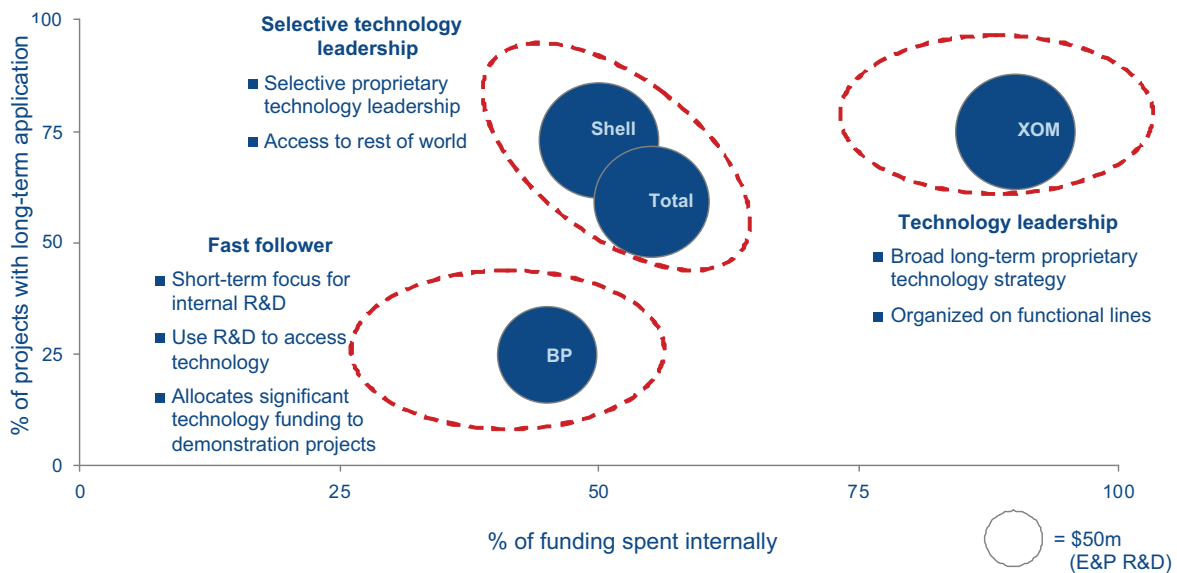 100
75
50
25
0
% of projects with long-term application
Selective technology
leadership
■ Selective proprietary
technology leadership
■ Access to rest of world
Shell
Total
XOM
Technology leadership
■ Broad long-term proprietary
technology strategy
■ Organized on functional lines
Fast follower
■ Short-term focus for
internal R&D
■ Use R&D to access
technology
■ Allocates significant
technology funding to
demonstration projects
BP
0
25
50
75
100
% of funding spent internally
= $50m
(E&P R&D)